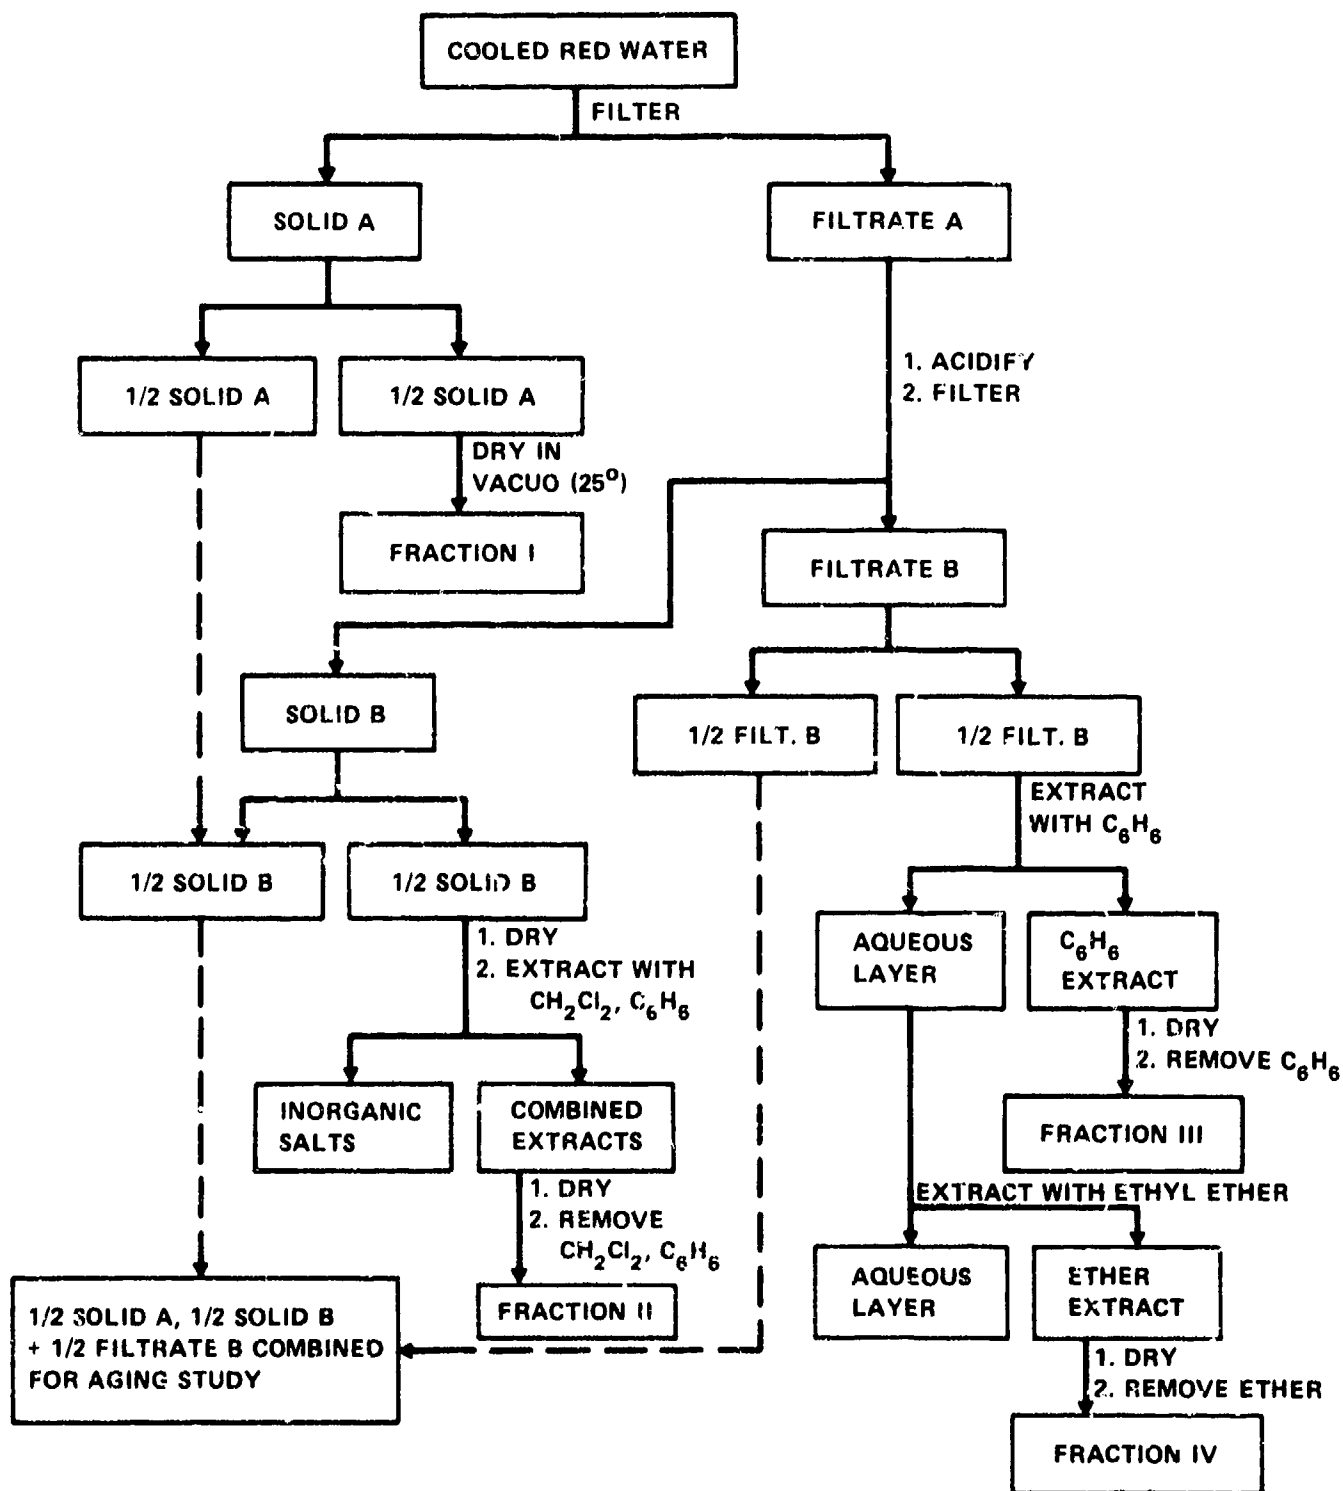 COOLED RED WATER
FILTER
SOLID A
FILTRATE A
1/2 SOLID A
1/2 SOLID A
1. ACIDIFY
2. FILTER
DRY IN
VACUO (25°)
FRACTION I
FILTRATE B
SOLID B
1/2 FILT. B
1/2 FILT. B
EXTRACT
WITH C₆H₆
1/2 SOLID B
1/2 SOLID B
1. DRY
2. EXTRACT WITH
CH₂Cl₂, C₆H₆
AQUEOUS
LAYER
C₆H₆
EXTRACT
1. DRY
2. REMOVE C₆H₆
INORGANIC
SALTS
COMBINED
EXTRACTS
FRACTION III
1. DRY
2. REMOVE
CH₂Cl₂, C₆H₆
EXTRACT WITH ETHYL ETHER
AQUEOUS
LAYER
ETHER
EXTRACT
FRACTION II
1/2 SOLID A, 1/2 SOLID B
+ 1/2 FILTRATE B COMBINED
FOR AGING STUDY
1. DRY
2. REMOVE ETHER
FRACTION IV